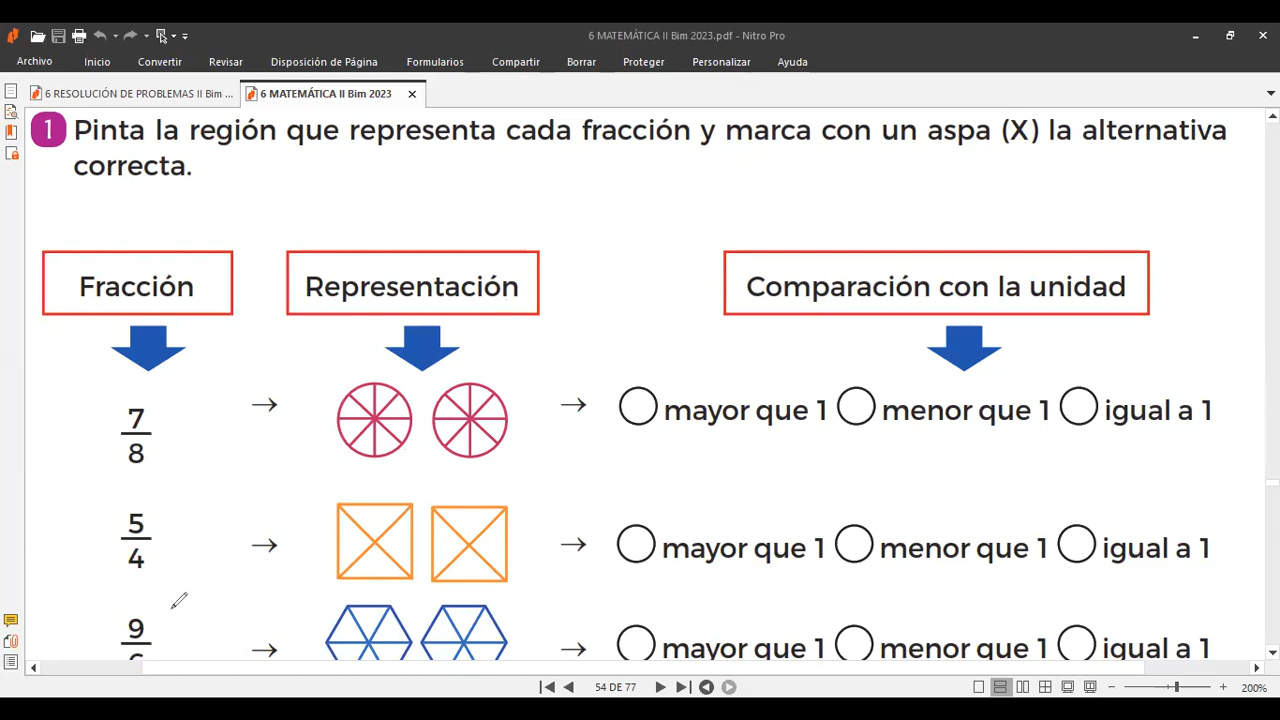 6 MATEMÁTICA II Bim 2023.pdf - Nitro Pro
Archivo Inicio Convertir Revisar Disposición de Página Formularios Compartir Borrar Proteger Personalizar Ayuda
6 RESOLUCIÓN DE PROBLEMAS II Bim ... 6 MATEMÁTICA II Bim 2023
1 Pinta la región que representa cada fracción y marca con un aspa (X) la alternativa
correcta.
Fracción Representación Comparación con la unidad
7/8 → → mayor que 1 menor que 1 igual a 1
5/4 → → mayor que 1 menor que 1 igual a 1
9 → → mayor que 1 menor que 1 igual a 1
54 DE 77 200%